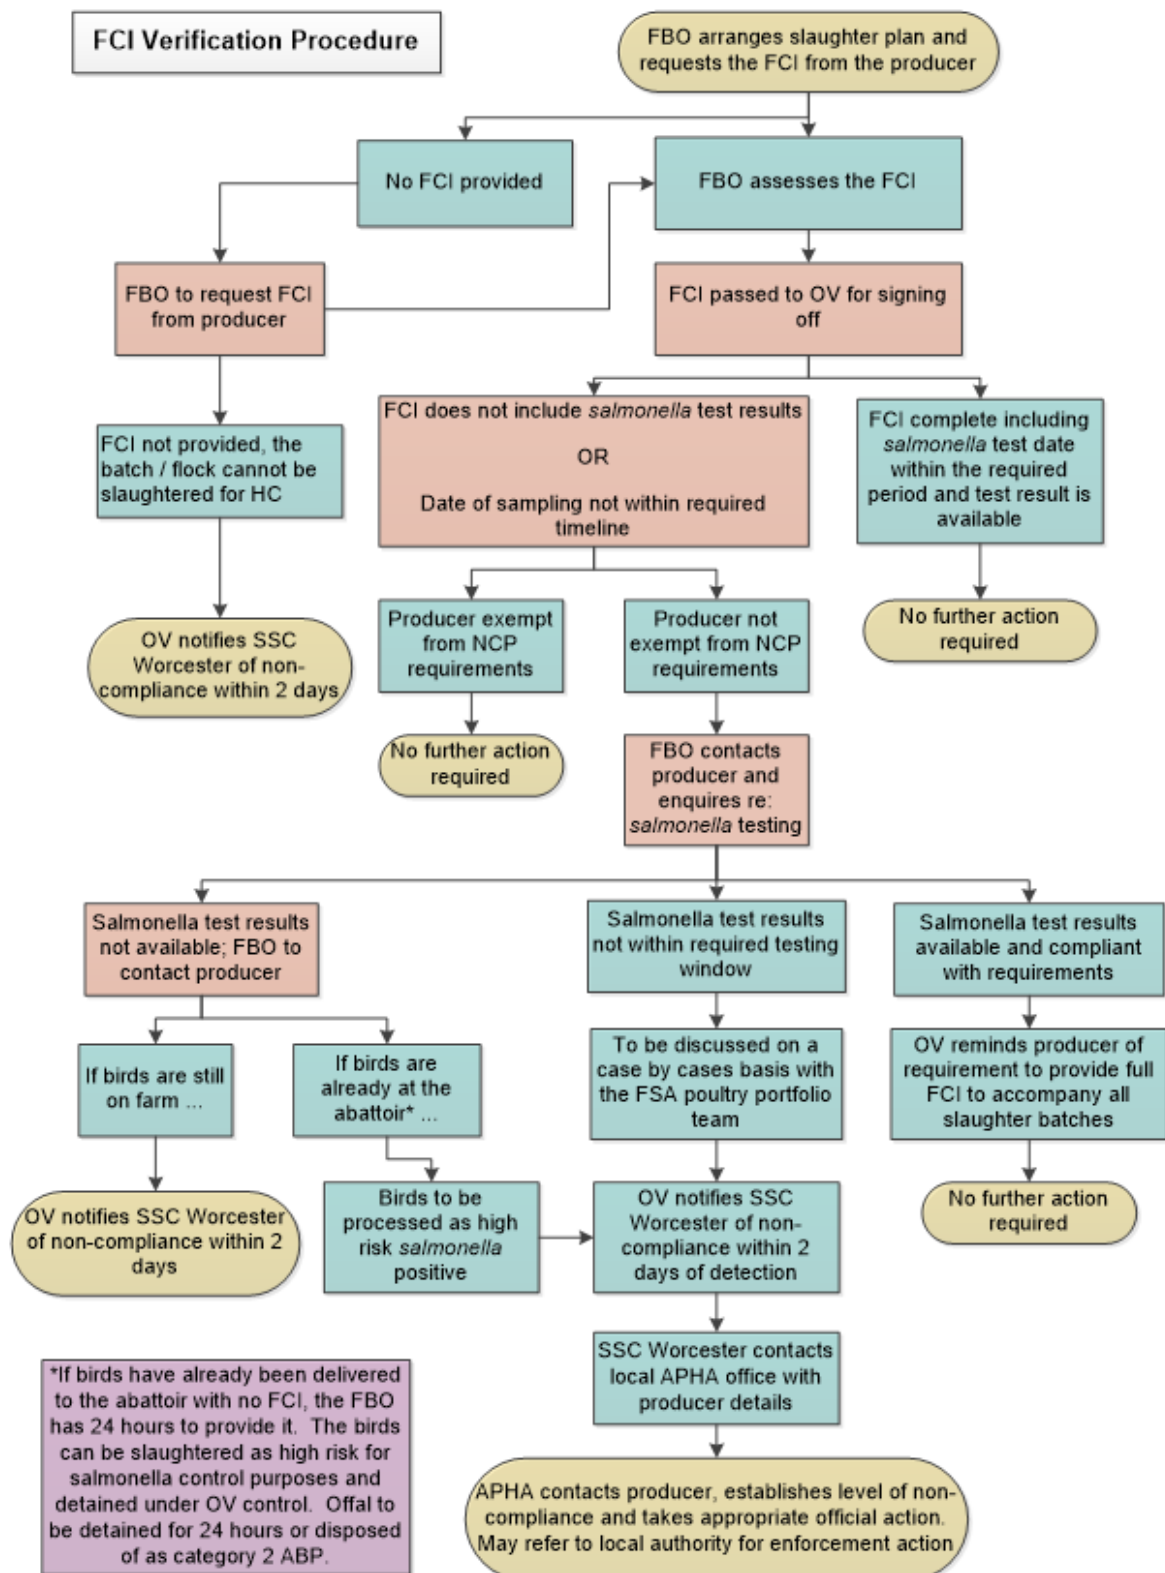 FCI Verification Procedure
FBO arranges slaughter plan and
requests the FCI from the producer
No FCI provided
FBO assesses the FCI
FBO to request FCI
from producer
FCI passed to OV for signing
off
FCI not provided, the
batch / flock cannot be
slaughtered for HC
FCI does not include salmonella test results
OR
Date of sampling not within required
timeline
FCI complete including
salmonella test date
within the required
period and test result is
available
OV notifies SSC
Worcester of non-
compliance within 2 days
Producer exempt
from NCP
requirements
Producer not
exempt from NCP
requirements
No further action
required
No further action
required
FBO contacts
producer and
enquires re:
salmonella testing
Salmonella test results
not available; FBO to
contact producer
Salmonella test results
not within required testing
window
Salmonella test results
available and compliant
with requirements
If birds are still
on farm ...
If birds are
already at the
abattoir* ...
To be discussed on a
case by cases basis with
the FSA poultry portfolio
team
OV reminds producer of
requirement to provide full
FCI to accompany all
slaughter batches
OV notifies SSC Worcester
of non-compliance within 2
days
Birds to be
processed as high
risk salmonella
positive
OV notifies SSC
Worcester of non-
compliance within 2
days of detection
No further action
required
SSC Worcester contacts
local APHA office with
producer details
*If birds have already been delivered
to the abattoir with no FCI, the FBO
has 24 hours to provide it. The birds
can be slaughtered as high risk for
salmonella control purposes and
detained under OV control. Offal to
be detained for 24 hours or disposed
of as category 2 ABP.
APHA contacts producer, establishes level of non-
compliance and takes appropriate official action.
May refer to local authority for enforcement action